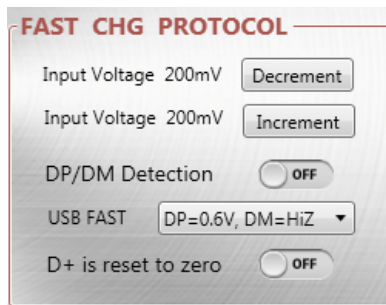 FAST CHG PROTOCOL
Input Voltage 200mV Decrement
Input Voltage 200mV Increment
DP/DM Detection OFF
USB FAST DP=0.6V, DM=HiZ
D+ is reset to zero OFF